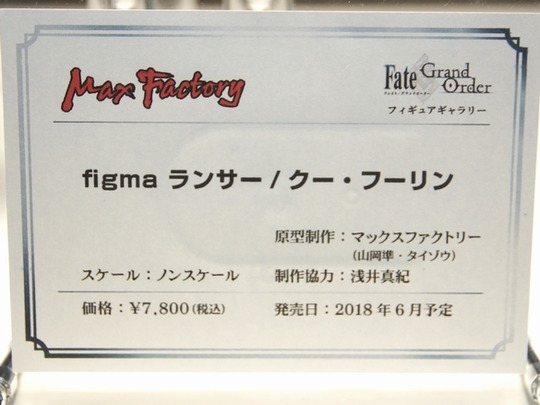 Max Factory
Fate Grand Order
フィギュアギャラリー
figma ランサー / クー・フーリン
原型制作：マックスファクトリー
（山岡準・タイゾウ）
スケール：ノンスケール
制作協力：浅井真紀
価格：¥7,800（税込）
発売日：2018年6月予定